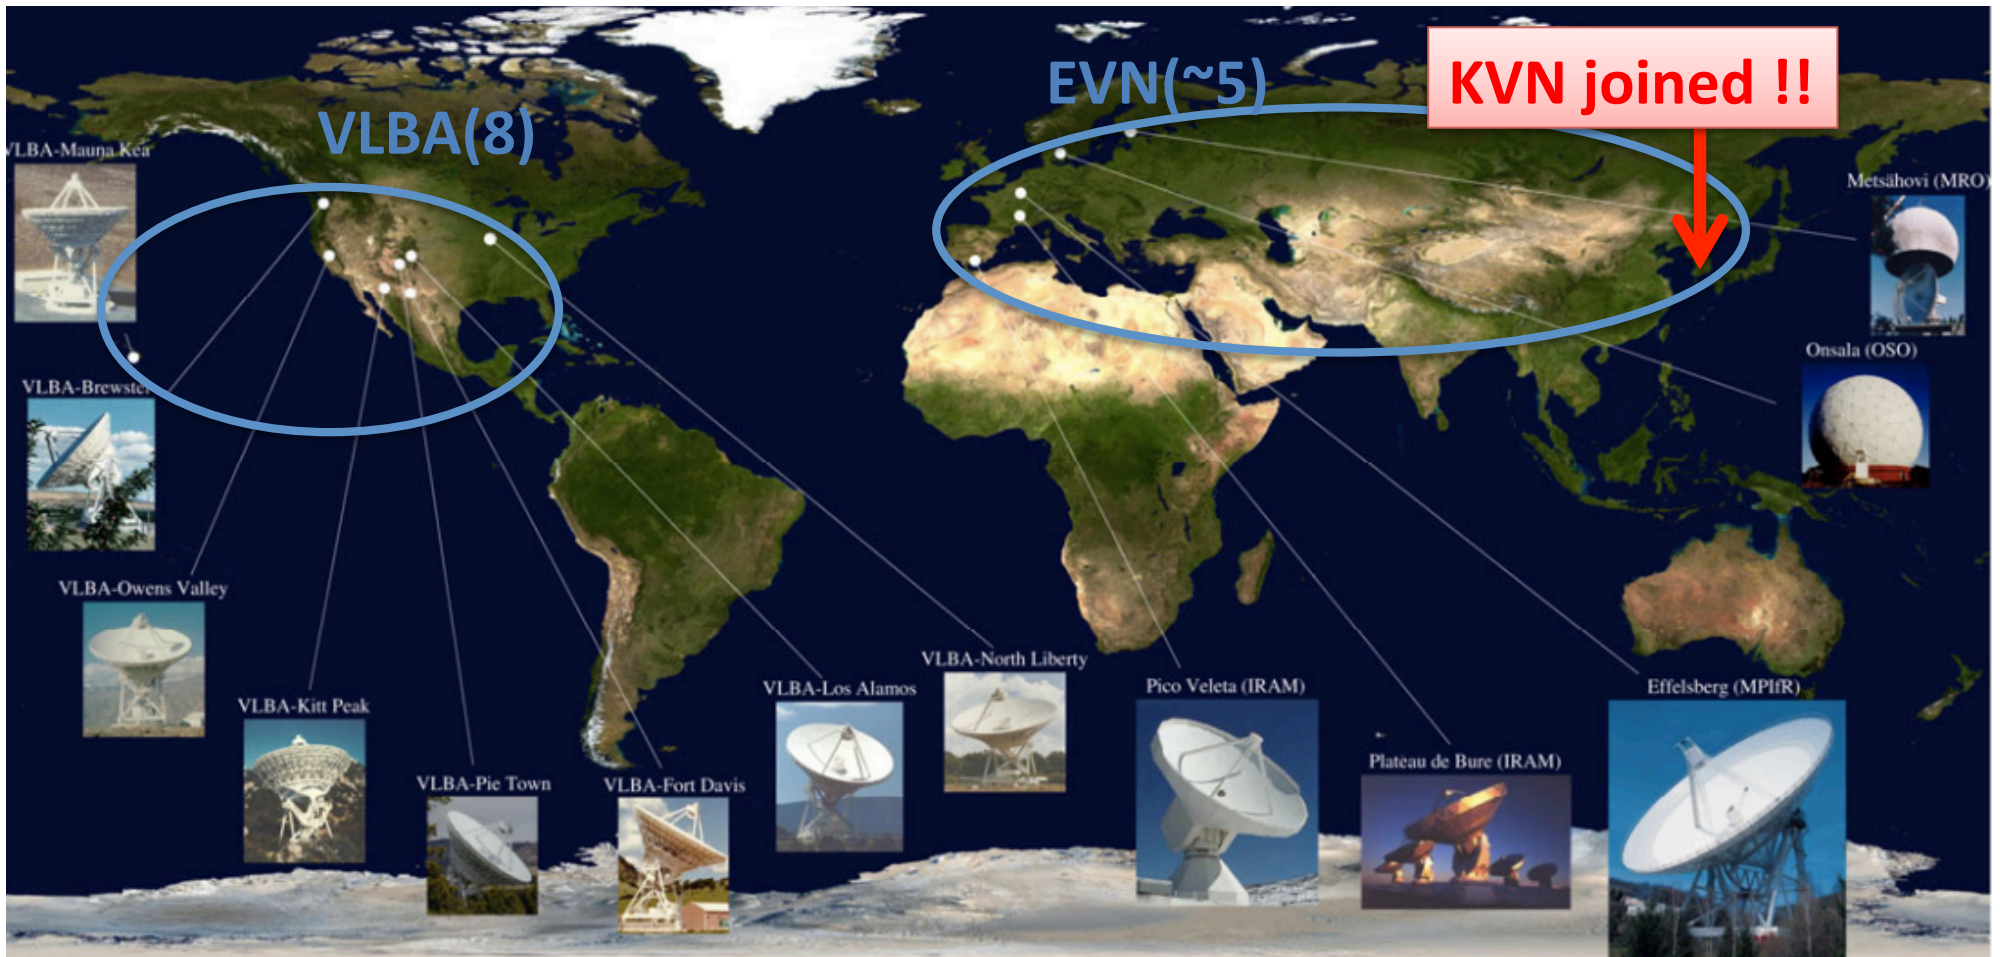 EVN(~5)
KVN joined !!
VLBA(8)
VLBA-Mauna Kea
Metsähovi (MRO)
Onsala (OSO)
VLBA-Brewster
VLBA-Owens Valley
VLBA-North Liberty
VLBA-Los Alamos
Pico Veleta (IRAM)
Effelsberg (MPIfR)
VLBA-Kitt Peak
Plateau de Bure (IRAM)
VLBA-Pie Town
VLBA-Fort Davis